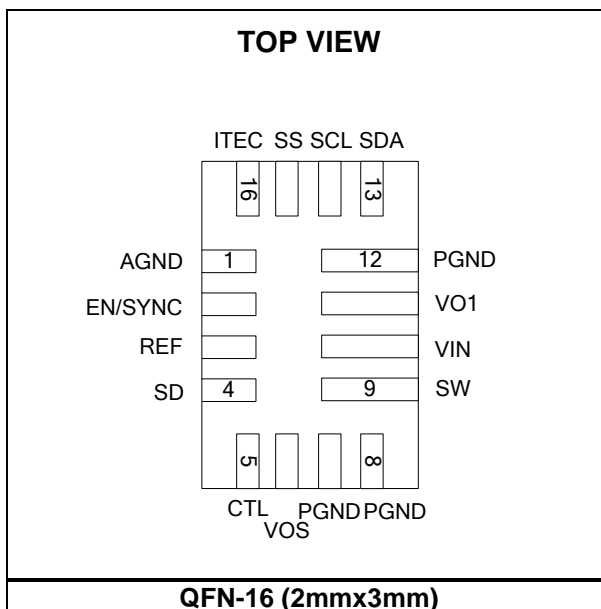 TOP VIEW
ITEC SS SCL SDA
16 13
AGND 1 12 PGND
EN/SYNC VO1
REF VIN
SD 4 9 SW
5 8
CTL PGND PGND
VOS
QFN-16 (2mmx3mm)